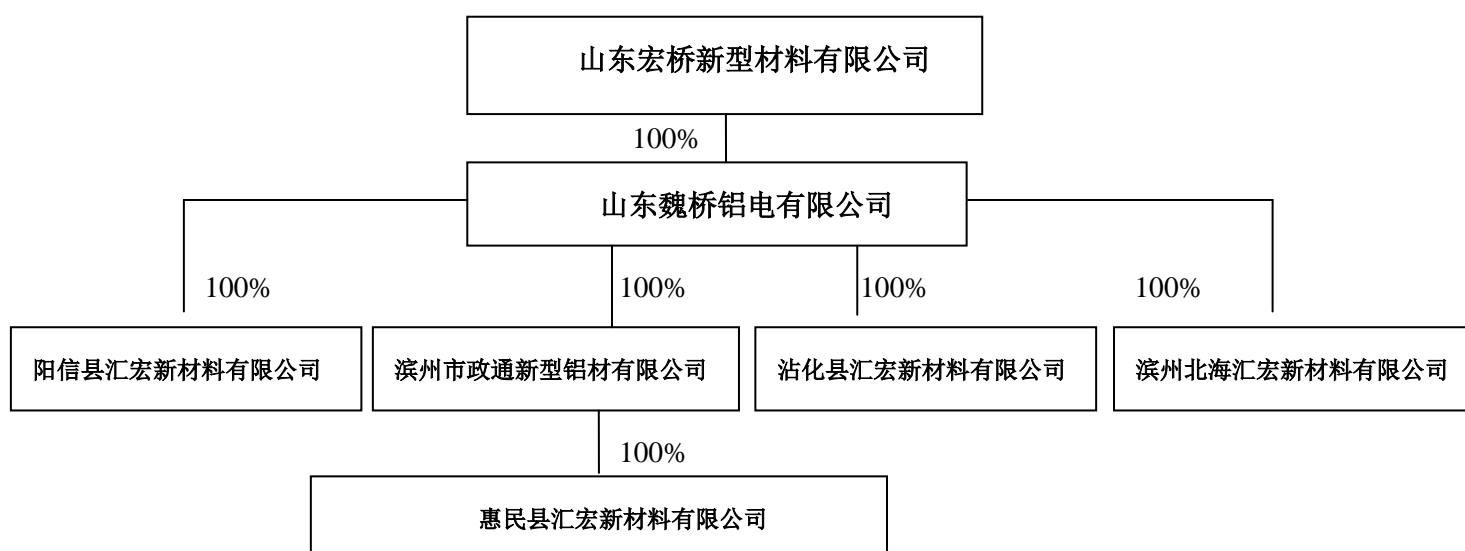 山东宏桥新型材料有限公司
100%
山东魏桥铝电有限公司
100%
100%
100%
100%
阳信县汇宏新材料有限公司
滨州市政通新型铝材有限公司
沾化县汇宏新材料有限公司
滨州北海汇宏新材料有限公司
100%
惠民县汇宏新材料有限公司